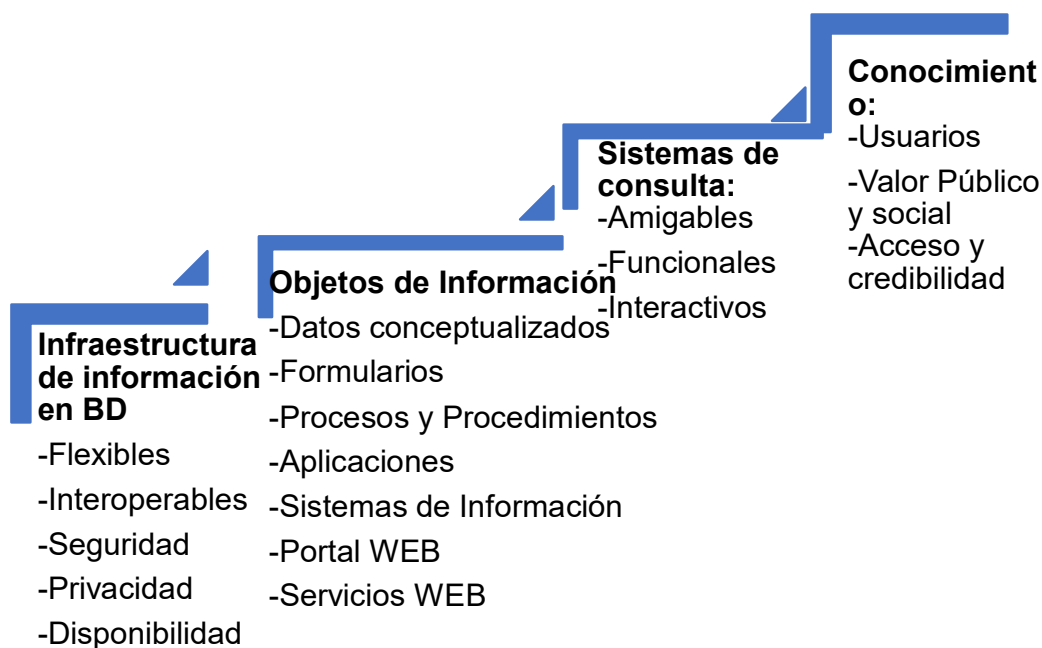 Infraestructura
de información
en BD
-Flexibles
-Interoperables
-Seguridad
-Privacidad
-Disponibilidad
Objetos de Información
-Datos conceptualizados
-Formularios
-Procesos y Procedimientos
-Aplicaciones
-Sistemas de Información
-Portal WEB
-Servicios WEB
Sistemas de
consulta:
-Amigables
-Funcionales
-Interactivos
Conocimient
o:
-Usuarios
-Valor Público
y social
-Acceso y
credibilidad